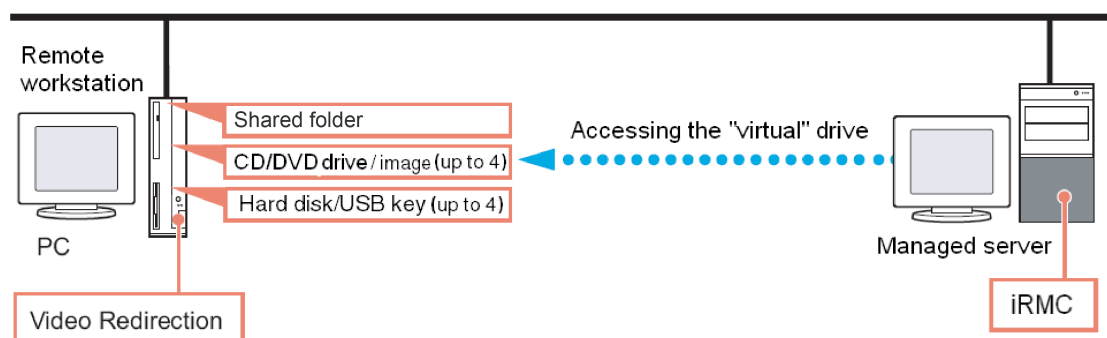 Remote
workstation
Shared folder
CD/DVD drive / image (up to 4)
Hard disk/USB key (up to 4)
Accessing the "virtual" drive
PC
Managed server
Video Redirection
iRMC